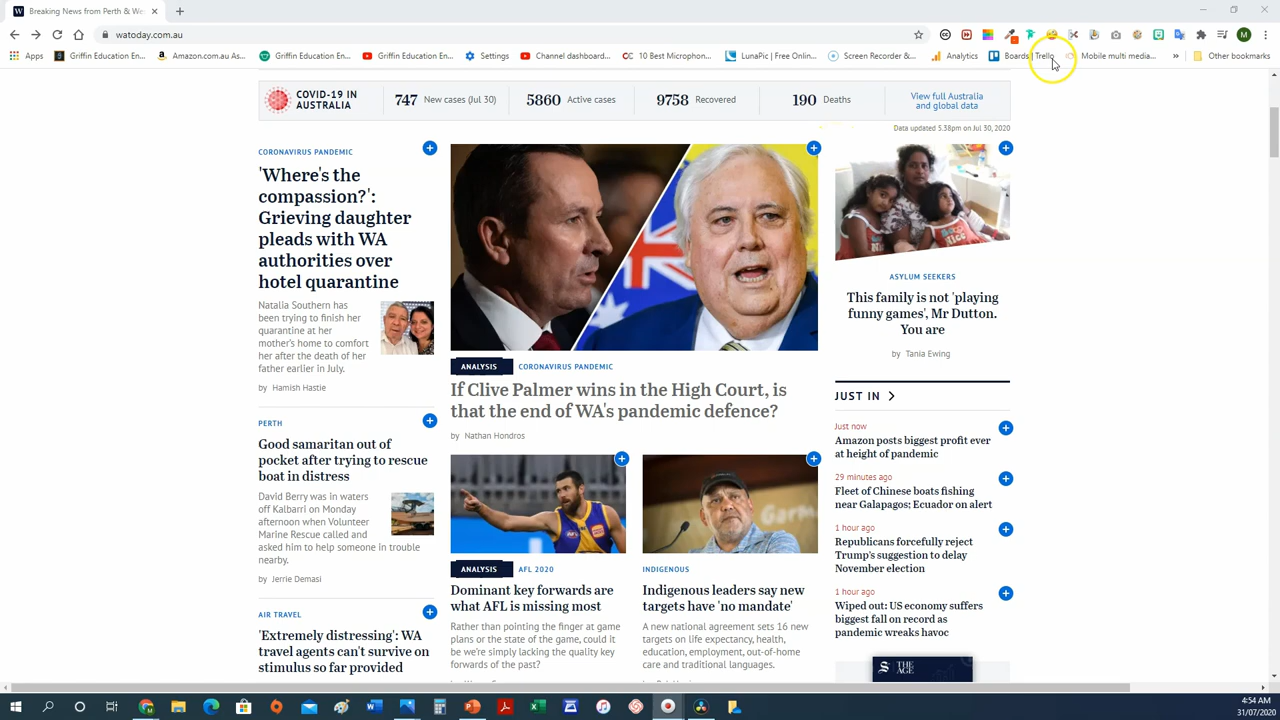 Breaking News from Perth & We
watoday.com.au
Apps
Griffin Education En...
Amazon.com.au As...
Griffin Education En...
Griffin Education En...
Settings
Channel dashboard...
10 Best Microphon...
LunaPic | Free Onlin...
Screen Recorder &...
Analytics
Boards | Trello
Mobile multi media...
»
Other bookmarks
COVID-19 IN
AUSTRALIA
747 New cases (Jul 30)
5860 Active cases
9758 Recovered
190 Deaths
View full Australia
and global data
Data updated 5.38pm on Jul 30, 2020
CORONAVIRUS PANDEMIC
'Where's the
compassion?':
Grieving daughter
pleads with WA
authorities over
hotel quarantine
Natalia Southern has
been trying to finish her
quarantine at her
mother's home to comfort
her after the death of her
father earlier in July.
by Hamish Hastie
PERTH
Good samaritan out of
pocket after trying to rescue
boat in distress
David Berry was in waters
off Kalbarri on Monday
afternoon when Volunteer
Marine Rescue called and
asked him to help someone in trouble
nearby.
by Jerrie Demasi
AIR TRAVEL
'Extremely distressing': WA
travel agents can't survive on
stimulus so far provided
ANALYSIS CORONAVIRUS PANDEMIC
If Clive Palmer wins in the High Court, is
that the end of WA's pandemic defence?
by Nathan Hondros
ANALYSIS AFL 2020
Dominant key forwards are
what AFL is missing most
Rather than pointing the finger at game
plans or the state of the game, could it
be we're simply lacking the quality key
forwards of the past?
INDIGENOUS
Indigenous leaders say new
targets have 'no mandate'
A new national agreement sets 16 new
targets on life expectancy, health,
education, employment, out-of-home
care and traditional languages.
ASYLUM SEEKERS
This family is not 'playing
funny games', Mr Dutton.
You are
by Tania Ewing
JUST IN
Just now
Amazon posts biggest profit ever
at height of pandemic
29 minutes ago
Fleet of Chinese boats fishing
near Galapagos; Ecuador on alert
1 hour ago
Republicans forcefully reject
Trump's suggestion to delay
November election
1 hour ago
Wiped out: US economy suffers
biggest fall on record as
pandemic wreaks havoc
THE
AGE
4:54 AM
31/07/2020